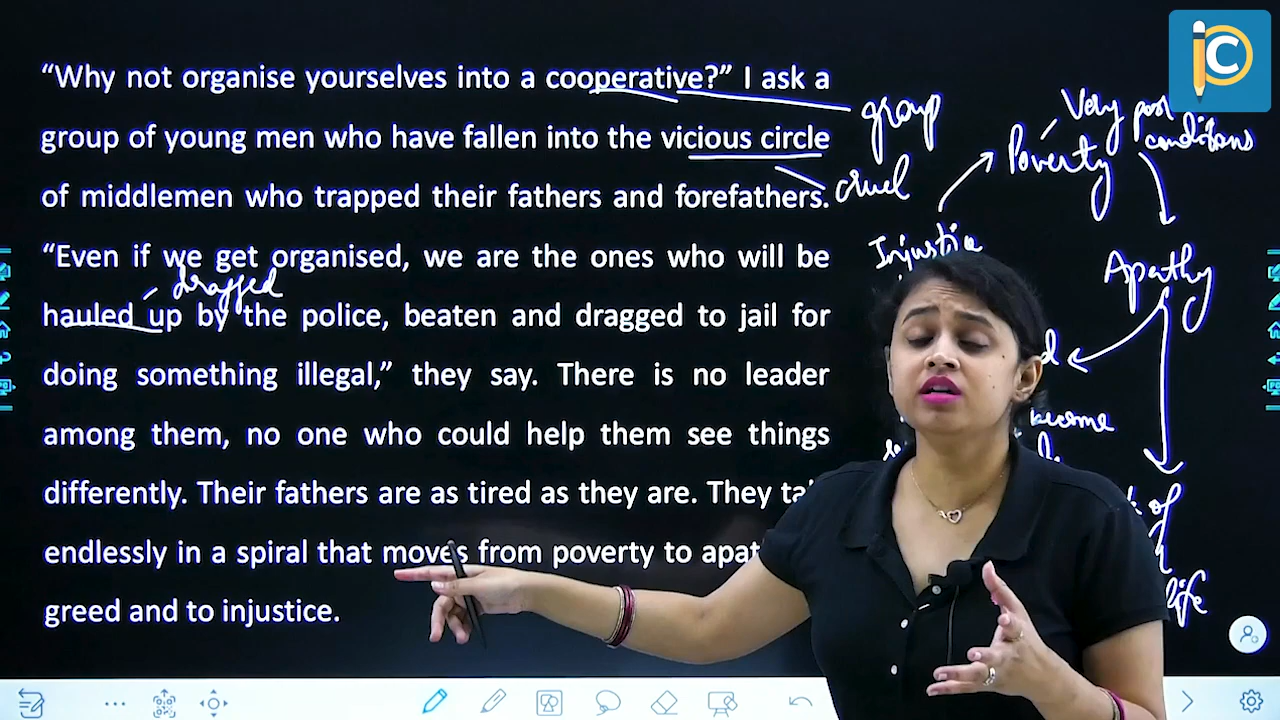 “Why not organise yourselves into a cooperative?” I ask a
group of young men who have fallen into the vicious circle
of middlemen who trapped their fathers and forefathers.
“Even if we get organised, we are the ones who will be
hauled up by the police, beaten and dragged to jail for
doing something illegal,” they say. There is no leader
among them, no one who could help them see things
differently. Their fathers are as tired as they are. They
endlessly in a spiral that moves from poverty to
greed and to injustice.
dragged
group
cruel
Very poor
conditions
Poverty
Injustice
Apathy
become
of
life